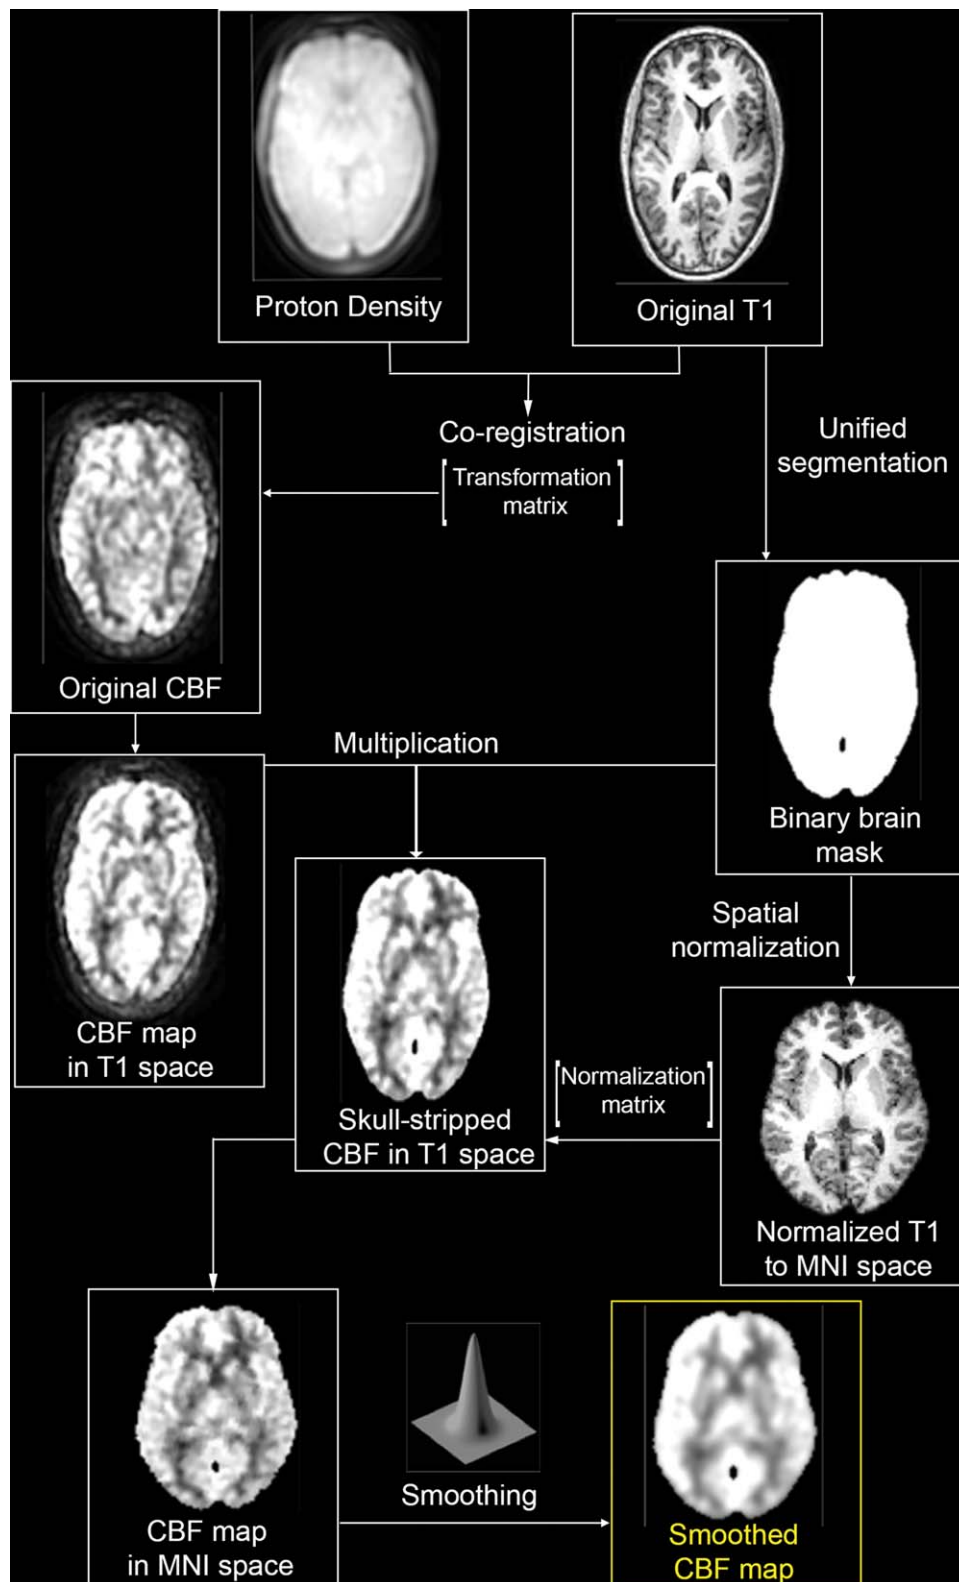 Proton Density
Original T1
Co-registration
Transformation
matrix
Unified
segmentation
Original CBF
Multiplication
Binary brain
mask
CBF map
in T1 space
Skull-stripped
CBF in T1 space
Spatial
normalization
Normalization
matrix
Normalized T1
to MNI space
CBF map
in MNI space
Smoothing
Smoothed
CBF map